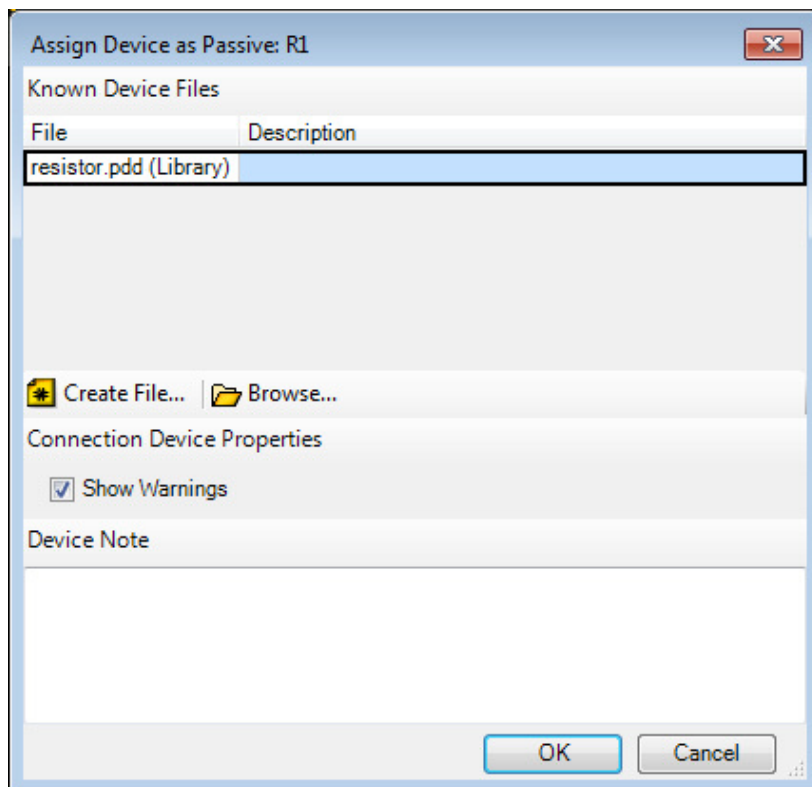 Assign Device as Passive: R1
Known Device Files
File Description
resistor.pdd (Library)
Create File... Browse...
Connection Device Properties
Show Warnings
Device Note
OK Cancel